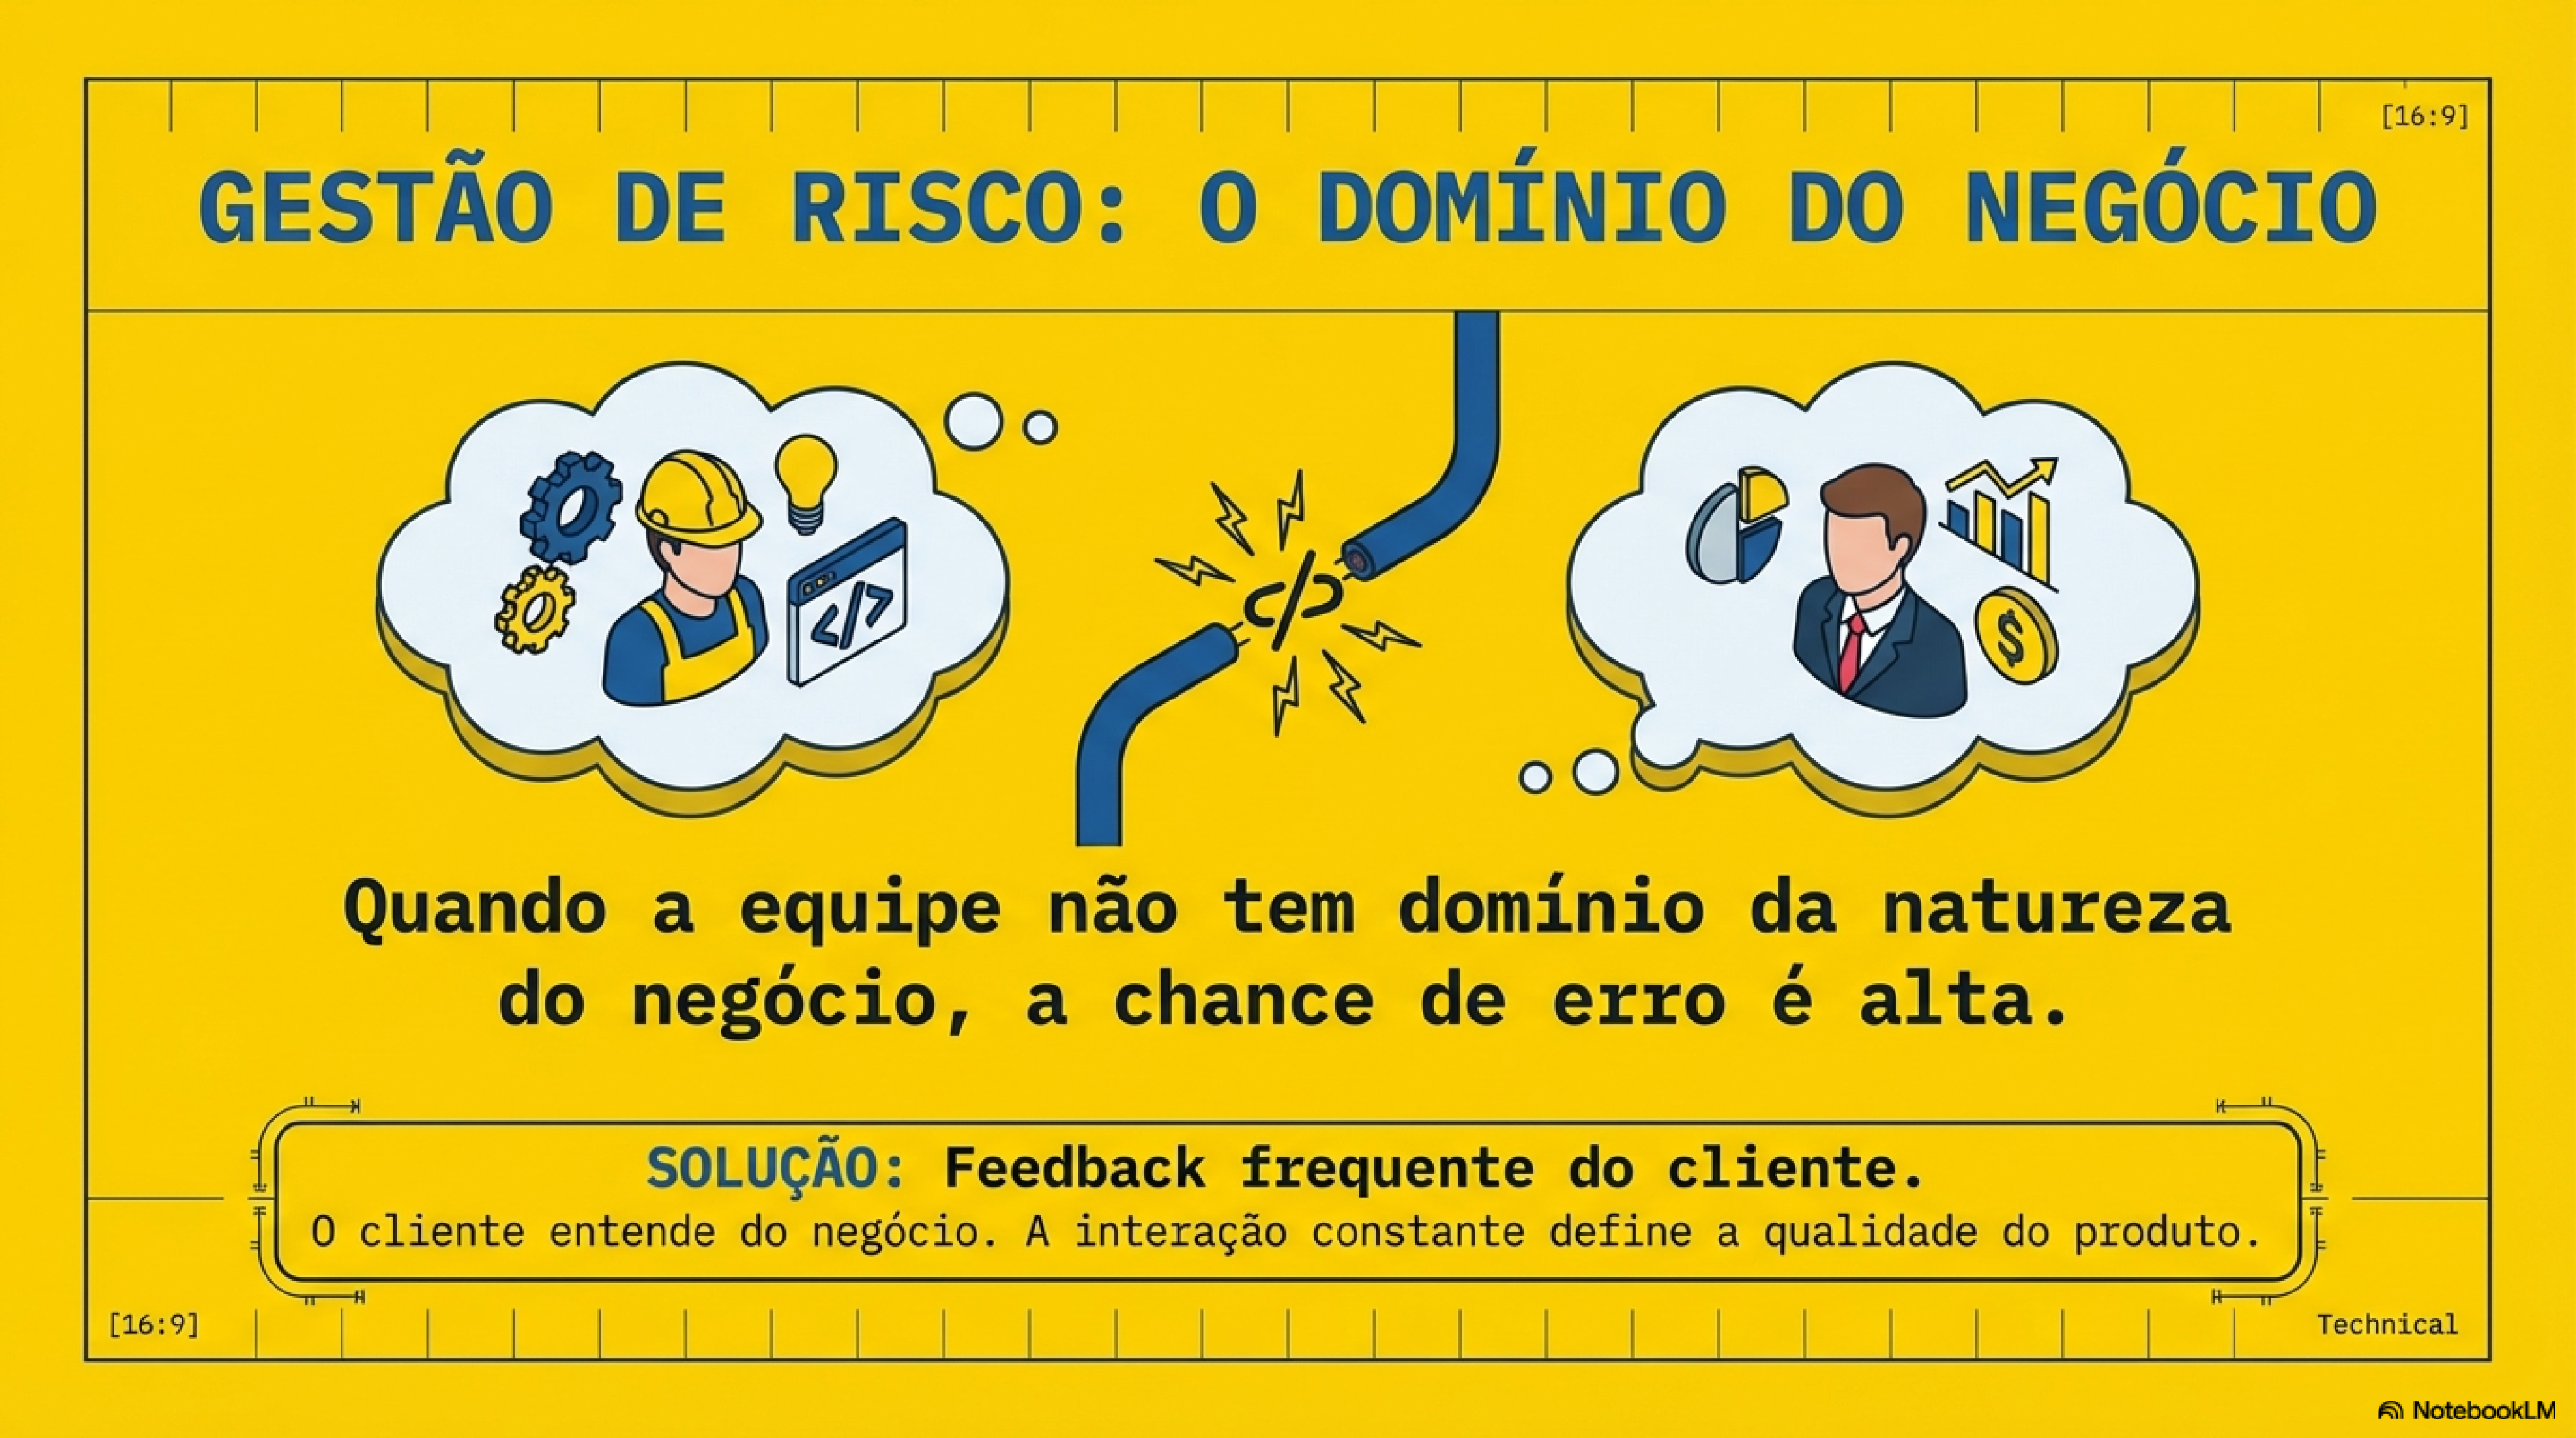 [16:9]
GESTÃO DE RISCO: O DOMÍNIO DO NEGÓCIO
</>
</>
$
Quando a equipe não tem domínio da natureza
do negócio, a chance de erro é alta.
SOLUÇÃO: Feedback frequente do cliente.
O cliente entende do negócio. A interação constante define a qualidade do produto.
[16:9]
Technical
NotebookLM